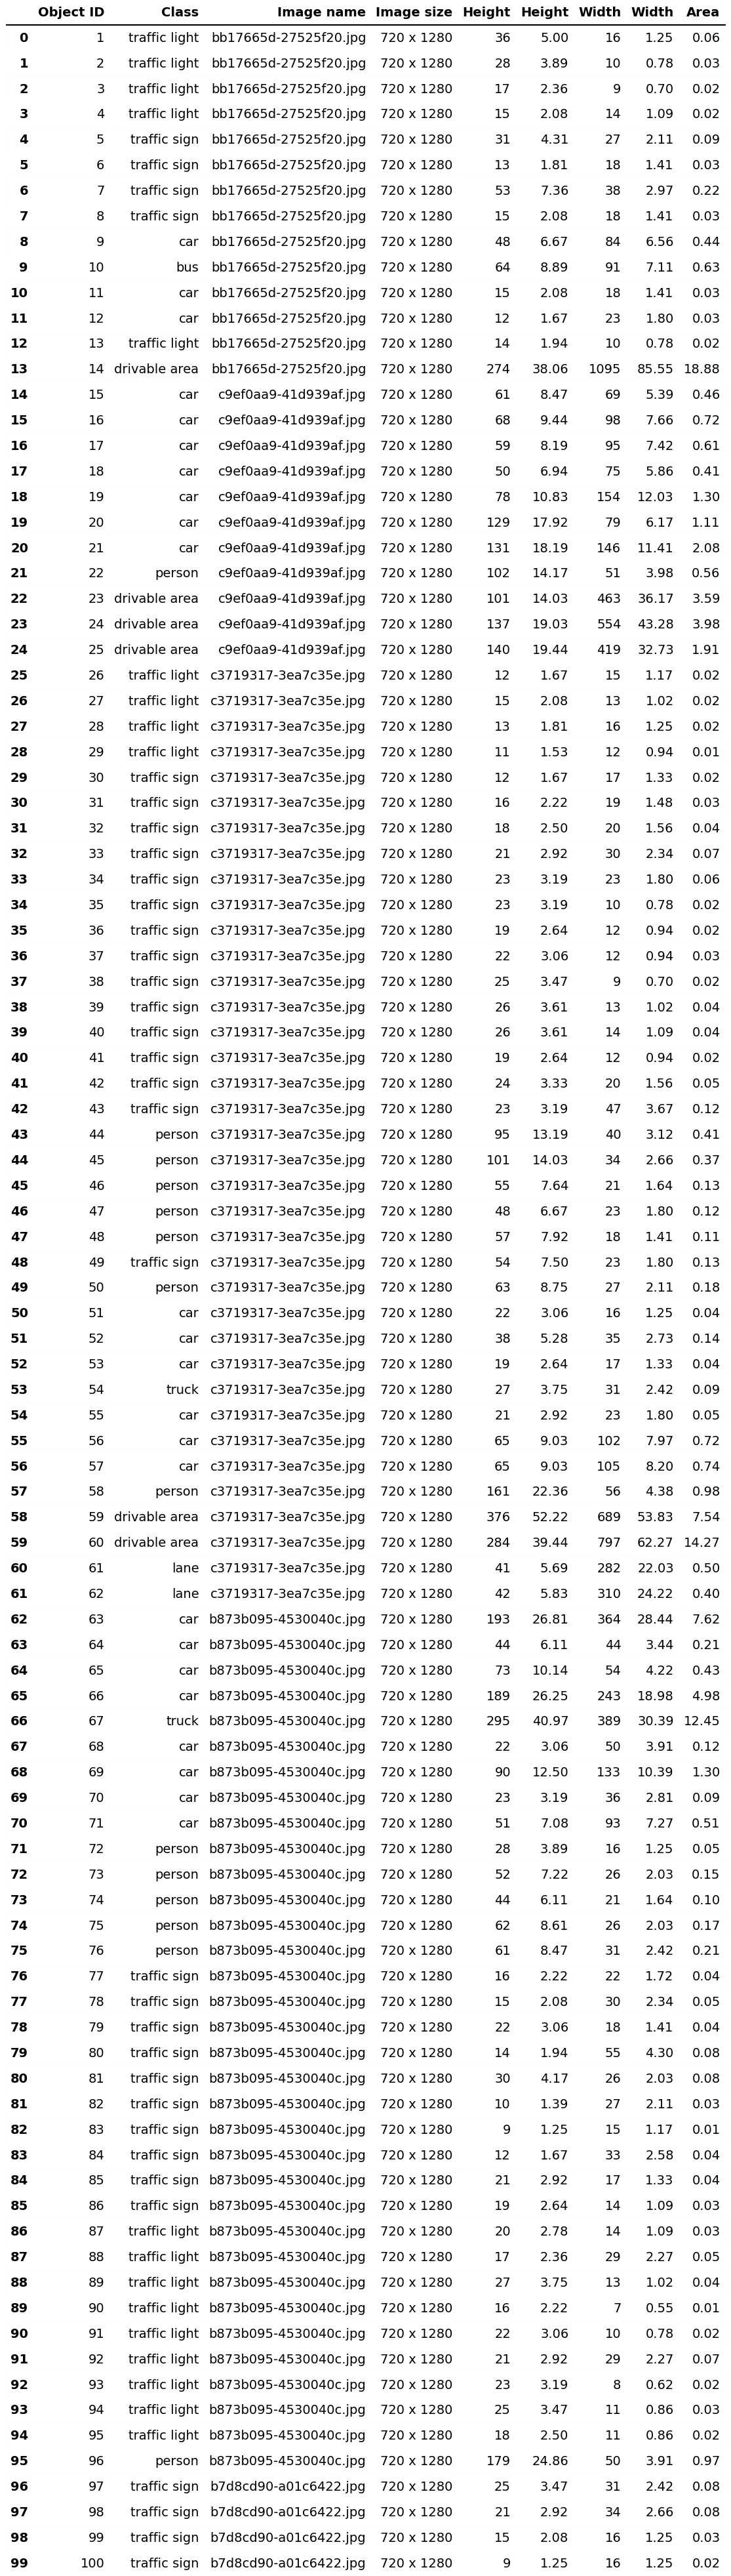 Object ID Class Image name Image size Height Height Width Width Area
0 1 traffic light bb17665d-27525f20.jpg 720 x 1280 36 5.00 16 1.25 0.06
1 2 traffic light bb17665d-27525f20.jpg 720 x 1280 28 3.89 10 0.78 0.03
2 3 traffic light bb17665d-27525f20.jpg 720 x 1280 17 2.36 9 0.70 0.02
3 4 traffic light bb17665d-27525f20.jpg 720 x 1280 15 2.08 14 1.09 0.02
4 5 traffic sign bb17665d-27525f20.jpg 720 x 1280 31 4.31 27 2.11 0.09
5 6 traffic sign bb17665d-27525f20.jpg 720 x 1280 13 1.81 18 1.41 0.03
6 7 traffic sign bb17665d-27525f20.jpg 720 x 1280 53 7.36 38 2.97 0.22
7 8 traffic sign bb17665d-27525f20.jpg 720 x 1280 15 2.08 18 1.41 0.03
8 9 car bb17665d-27525f20.jpg 720 x 1280 48 6.67 84 6.56 0.44
9 10 bus bb17665d-27525f20.jpg 720 x 1280 64 8.89 91 7.11 0.63
10 11 car bb17665d-27525f20.jpg 720 x 1280 15 2.08 18 1.41 0.03
11 12 car bb17665d-27525f20.jpg 720 x 1280 12 1.67 23 1.80 0.03
12 13 traffic light bb17665d-27525f20.jpg 720 x 1280 14 1.94 10 0.78 0.02
13 14 drivable area bb17665d-27525f20.jpg 720 x 1280 274 38.06 1095 85.55 18.88
14 15 car c9ef0aa9-41d939af.jpg 720 x 1280 61 8.47 69 5.39 0.46
15 16 car c9ef0aa9-41d939af.jpg 720 x 1280 68 9.44 98 7.66 0.72
16 17 car c9ef0aa9-41d939af.jpg 720 x 1280 59 8.19 95 7.42 0.61
17 18 car c9ef0aa9-41d939af.jpg 720 x 1280 50 6.94 75 5.86 0.41
18 19 car c9ef0aa9-41d939af.jpg 720 x 1280 78 10.83 154 12.03 1.30
19 20 car c9ef0aa9-41d939af.jpg 720 x 1280 129 17.92 79 6.17 1.11
20 21 car c9ef0aa9-41d939af.jpg 720 x 1280 131 18.19 146 11.41 2.08
21 22 person c9ef0aa9-41d939af.jpg 720 x 1280 102 14.17 51 3.98 0.56
22 23 drivable area c9ef0aa9-41d939af.jpg 720 x 1280 101 14.03 463 36.17 3.59
23 24 drivable area c9ef0aa9-41d939af.jpg 720 x 1280 137 19.03 554 43.28 3.98
24 25 drivable area c9ef0aa9-41d939af.jpg 720 x 1280 140 19.44 419 32.73 1.91
25 26 traffic light c3719317-3ea7c35e.jpg 720 x 1280 12 1.67 15 1.17 0.02
26 27 traffic light c3719317-3ea7c35e.jpg 720 x 1280 15 2.08 13 1.02 0.02
27 28 traffic light c3719317-3ea7c35e.jpg 720 x 1280 13 1.81 16 1.25 0.02
28 29 traffic light c3719317-3ea7c35e.jpg 720 x 1280 11 1.53 12 0.94 0.01
29 30 traffic sign c3719317-3ea7c35e.jpg 720 x 1280 12 1.67 17 1.33 0.02
30 31 traffic sign c3719317-3ea7c35e.jpg 720 x 1280 16 2.22 19 1.48 0.03
31 32 traffic sign c3719317-3ea7c35e.jpg 720 x 1280 18 2.50 20 1.56 0.04
32 33 traffic sign c3719317-3ea7c35e.jpg 720 x 1280 21 2.92 30 2.34 0.07
33 34 traffic sign c3719317-3ea7c35e.jpg 720 x 1280 23 3.19 23 1.80 0.06
34 35 traffic sign c3719317-3ea7c35e.jpg 720 x 1280 23 3.19 10 0.78 0.02
35 36 traffic sign c3719317-3ea7c35e.jpg 720 x 1280 19 2.64 12 0.94 0.02
36 37 traffic sign c3719317-3ea7c35e.jpg 720 x 1280 22 3.06 12 0.94 0.03
37 38 traffic sign c3719317-3ea7c35e.jpg 720 x 1280 25 3.47 9 0.70 0.02
38 39 traffic sign c3719317-3ea7c35e.jpg 720 x 1280 26 3.61 13 1.02 0.04
39 40 traffic sign c3719317-3ea7c35e.jpg 720 x 1280 26 3.61 14 1.09 0.04
40 41 traffic sign c3719317-3ea7c35e.jpg 720 x 1280 19 2.64 12 0.94 0.02
41 42 traffic sign c3719317-3ea7c35e.jpg 720 x 1280 24 3.33 20 1.56 0.05
42 43 traffic sign c3719317-3ea7c35e.jpg 720 x 1280 23 3.19 47 3.67 0.12
43 44 person c3719317-3ea7c35e.jpg 720 x 1280 95 13.19 40 3.12 0.41
44 45 person c3719317-3ea7c35e.jpg 720 x 1280 101 14.03 34 2.66 0.37
45 46 person c3719317-3ea7c35e.jpg 720 x 1280 55 7.64 21 1.64 0.13
46 47 person c3719317-3ea7c35e.jpg 720 x 1280 48 6.67 23 1.80 0.12
47 48 person c3719317-3ea7c35e.jpg 720 x 1280 57 7.92 18 1.41 0.11
48 49 traffic sign c3719317-3ea7c35e.jpg 720 x 1280 54 7.50 23 1.80 0.13
49 50 person c3719317-3ea7c35e.jpg 720 x 1280 63 8.75 27 2.11 0.18
50 51 car c3719317-3ea7c35e.jpg 720 x 1280 22 3.06 16 1.25 0.04
51 52 car c3719317-3ea7c35e.jpg 720 x 1280 38 5.28 35 2.73 0.14
52 53 car c3719317-3ea7c35e.jpg 720 x 1280 19 2.64 17 1.33 0.04
53 54 truck c3719317-3ea7c35e.jpg 720 x 1280 27 3.75 31 2.42 0.09
54 55 car c3719317-3ea7c35e.jpg 720 x 1280 21 2.92 23 1.80 0.05
55 56 car c3719317-3ea7c35e.jpg 720 x 1280 65 9.03 102 7.97 0.72
56 57 car c3719317-3ea7c35e.jpg 720 x 1280 65 9.03 105 8.20 0.74
57 58 person c3719317-3ea7c35e.jpg 720 x 1280 161 22.36 56 4.38 0.98
58 59 drivable area c3719317-3ea7c35e.jpg 720 x 1280 376 52.22 689 53.83 7.54
59 60 drivable area c3719317-3ea7c35e.jpg 720 x 1280 284 39.44 797 62.27 14.27
60 61 lane c3719317-3ea7c35e.jpg 720 x 1280 41 5.69 282 22.03 0.50
61 62 lane c3719317-3ea7c35e.jpg 720 x 1280 42 5.83 310 24.22 0.40
62 63 car b873b095-4530040c.jpg 720 x 1280 193 26.81 364 28.44 7.62
63 64 car b873b095-4530040c.jpg 720 x 1280 44 6.11 44 3.44 0.21
64 65 car b873b095-4530040c.jpg 720 x 1280 73 10.14 54 4.22 0.43
65 66 car b873b095-4530040c.jpg 720 x 1280 189 26.25 243 18.98 4.98
66 67 truck b873b095-4530040c.jpg 720 x 1280 295 40.97 389 30.39 12.45
67 68 car b873b095-4530040c.jpg 720 x 1280 22 3.06 50 3.91 0.12
68 69 car b873b095-4530040c.jpg 720 x 1280 90 12.50 133 10.39 1.30
69 70 car b873b095-4530040c.jpg 720 x 1280 23 3.19 36 2.81 0.09
70 71 car b873b095-4530040c.jpg 720 x 1280 51 7.08 93 7.27 0.51
71 72 person b873b095-4530040c.jpg 720 x 1280 28 3.89 16 1.25 0.05
72 73 person b873b095-4530040c.jpg 720 x 1280 52 7.22 26 2.03 0.15
73 74 person b873b095-4530040c.jpg 720 x 1280 44 6.11 21 1.64 0.10
74 75 person b873b095-4530040c.jpg 720 x 1280 62 8.61 26 2.03 0.17
75 76 person b873b095-4530040c.jpg 720 x 1280 61 8.47 31 2.42 0.21
76 77 traffic sign b873b095-4530040c.jpg 720 x 1280 16 2.22 22 1.72 0.04
77 78 traffic sign b873b095-4530040c.jpg 720 x 1280 15 2.08 30 2.34 0.05
78 79 traffic sign b873b095-4530040c.jpg 720 x 1280 22 3.06 18 1.41 0.04
79 80 traffic sign b873b095-4530040c.jpg 720 x 1280 14 1.94 55 4.30 0.08
80 81 traffic sign b873b095-4530040c.jpg 720 x 1280 30 4.17 26 2.03 0.08
81 82 traffic sign b873b095-4530040c.jpg 720 x 1280 10 1.39 27 2.11 0.03
82 83 traffic sign b873b095-4530040c.jpg 720 x 1280 9 1.25 15 1.17 0.01
83 84 traffic sign b873b095-4530040c.jpg 720 x 1280 12 1.67 33 2.58 0.04
84 85 traffic sign b873b095-4530040c.jpg 720 x 1280 21 2.92 17 1.33 0.04
85 86 traffic sign b873b095-4530040c.jpg 720 x 1280 19 2.64 14 1.09 0.03
86 87 traffic light b873b095-4530040c.jpg 720 x 1280 20 2.78 14 1.09 0.03
87 88 traffic light b873b095-4530040c.jpg 720 x 1280 17 2.36 29 2.27 0.05
88 89 traffic light b873b095-4530040c.jpg 720 x 1280 27 3.75 13 1.02 0.04
89 90 traffic light b873b095-4530040c.jpg 720 x 1280 16 2.22 7 0.55 0.01
90 91 traffic light b873b095-4530040c.jpg 720 x 1280 22 3.06 10 0.78 0.02
91 92 traffic light b873b095-4530040c.jpg 720 x 1280 21 2.92 29 2.27 0.07
92 93 traffic light b873b095-4530040c.jpg 720 x 1280 23 3.19 8 0.62 0.02
93 94 traffic light b873b095-4530040c.jpg 720 x 1280 25 3.47 11 0.86 0.03
94 95 traffic light b873b095-4530040c.jpg 720 x 1280 18 2.50 11 0.86 0.02
95 96 person b873b095-4530040c.jpg 720 x 1280 179 24.86 50 3.91 0.97
96 97 traffic sign b7d8cd90-a01c6422.jpg 720 x 1280 25 3.47 31 2.42 0.08
97 98 traffic sign b7d8cd90-a01c6422.jpg 720 x 1280 21 2.92 34 2.66 0.08
98 99 traffic sign b7d8cd90-a01c6422.jpg 720 x 1280 15 2.08 16 1.25 0.03
99 100 traffic sign b7d8cd90-a01c6422.jpg 720 x 1280 9 1.25 16 1.25 0.02